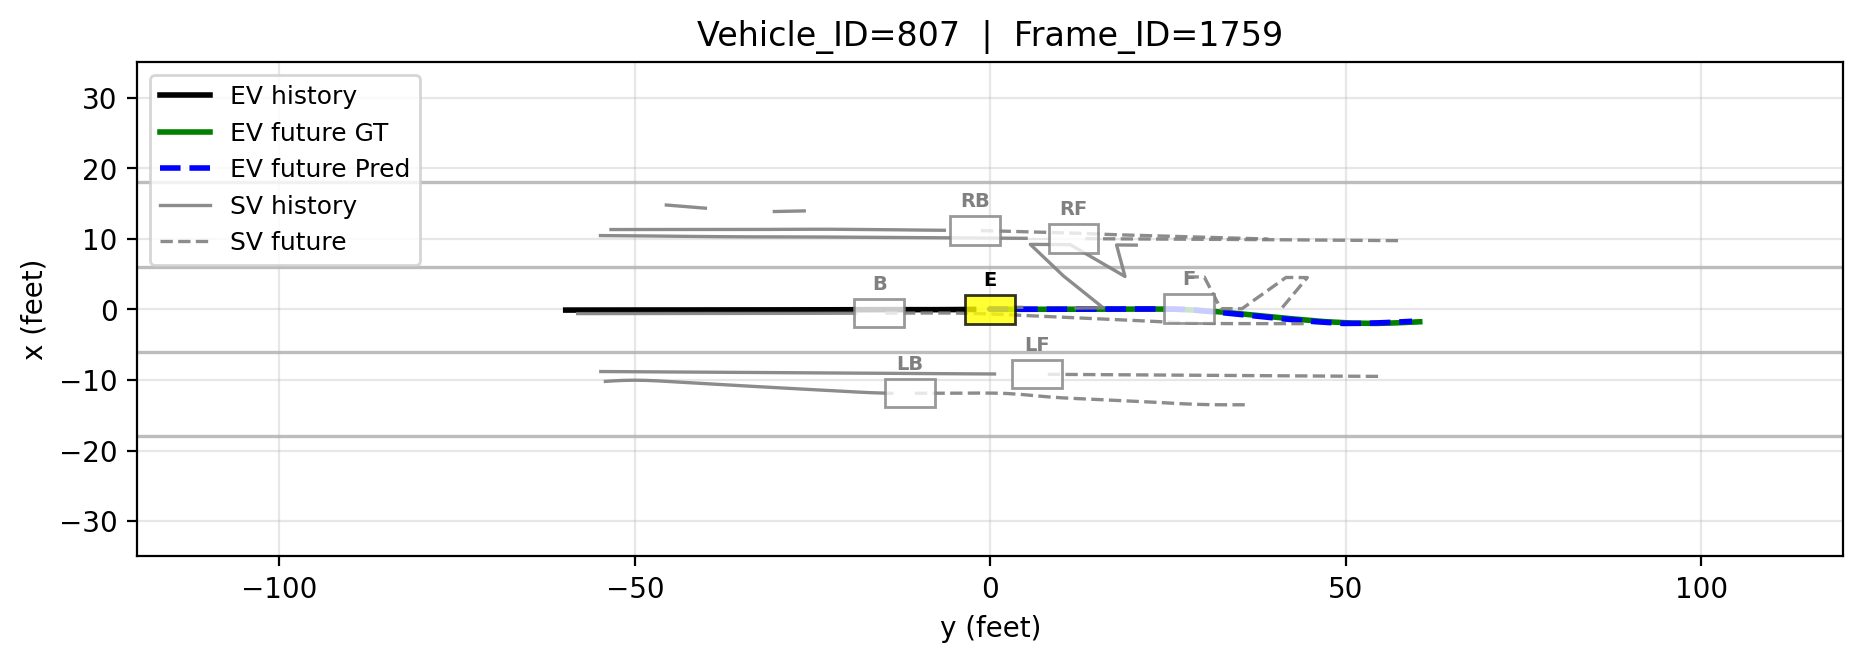 Vehicle_ID=807 | Frame_ID=1759
EV history
EV future GT
EV future Pred
SV history
SV future
30
20
10
0
−10
−20
−30
x (feet)
RB
RF
B
E
F
LB
LF
−100
−50
0
50
100
y (feet)